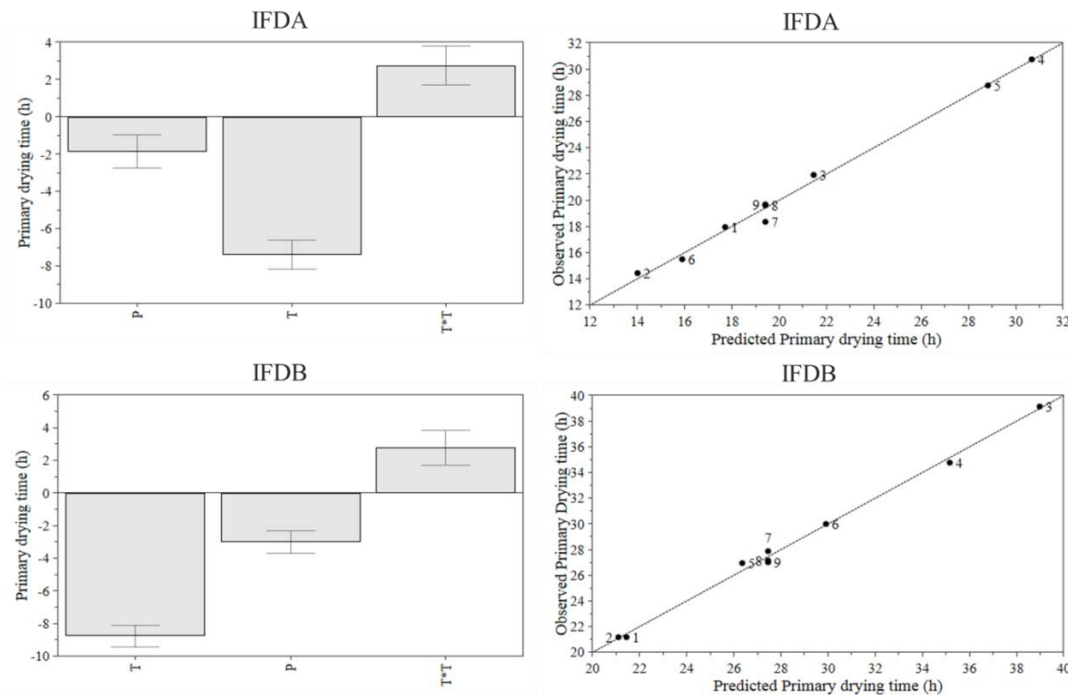 IFDA
Primary drying time (h)
4
2
0
-2
-4
-6
-8
-10
P
T
T*T
IFDA
Observed Primary drying time (h)
32
30
28
26
24
22
20
18
16
14
12
4
5
3
9 8
7
1
6
2
12 14 16 18 20 22 24 26 28 30 32
Predicted Primary drying time (h)
IFDB
Primary drying time (h)
6
4
2
0
-2
-4
-6
-8
-10
T
P
T*T
IFDB
Observed Primary Drying time (h)
40
38
36
34
32
30
28
26
24
22
20
3
4
6
7
5 8 9
2 1
20 22 24 26 28 30 32 34 36 38 40
Predicted Primary drying time (h)